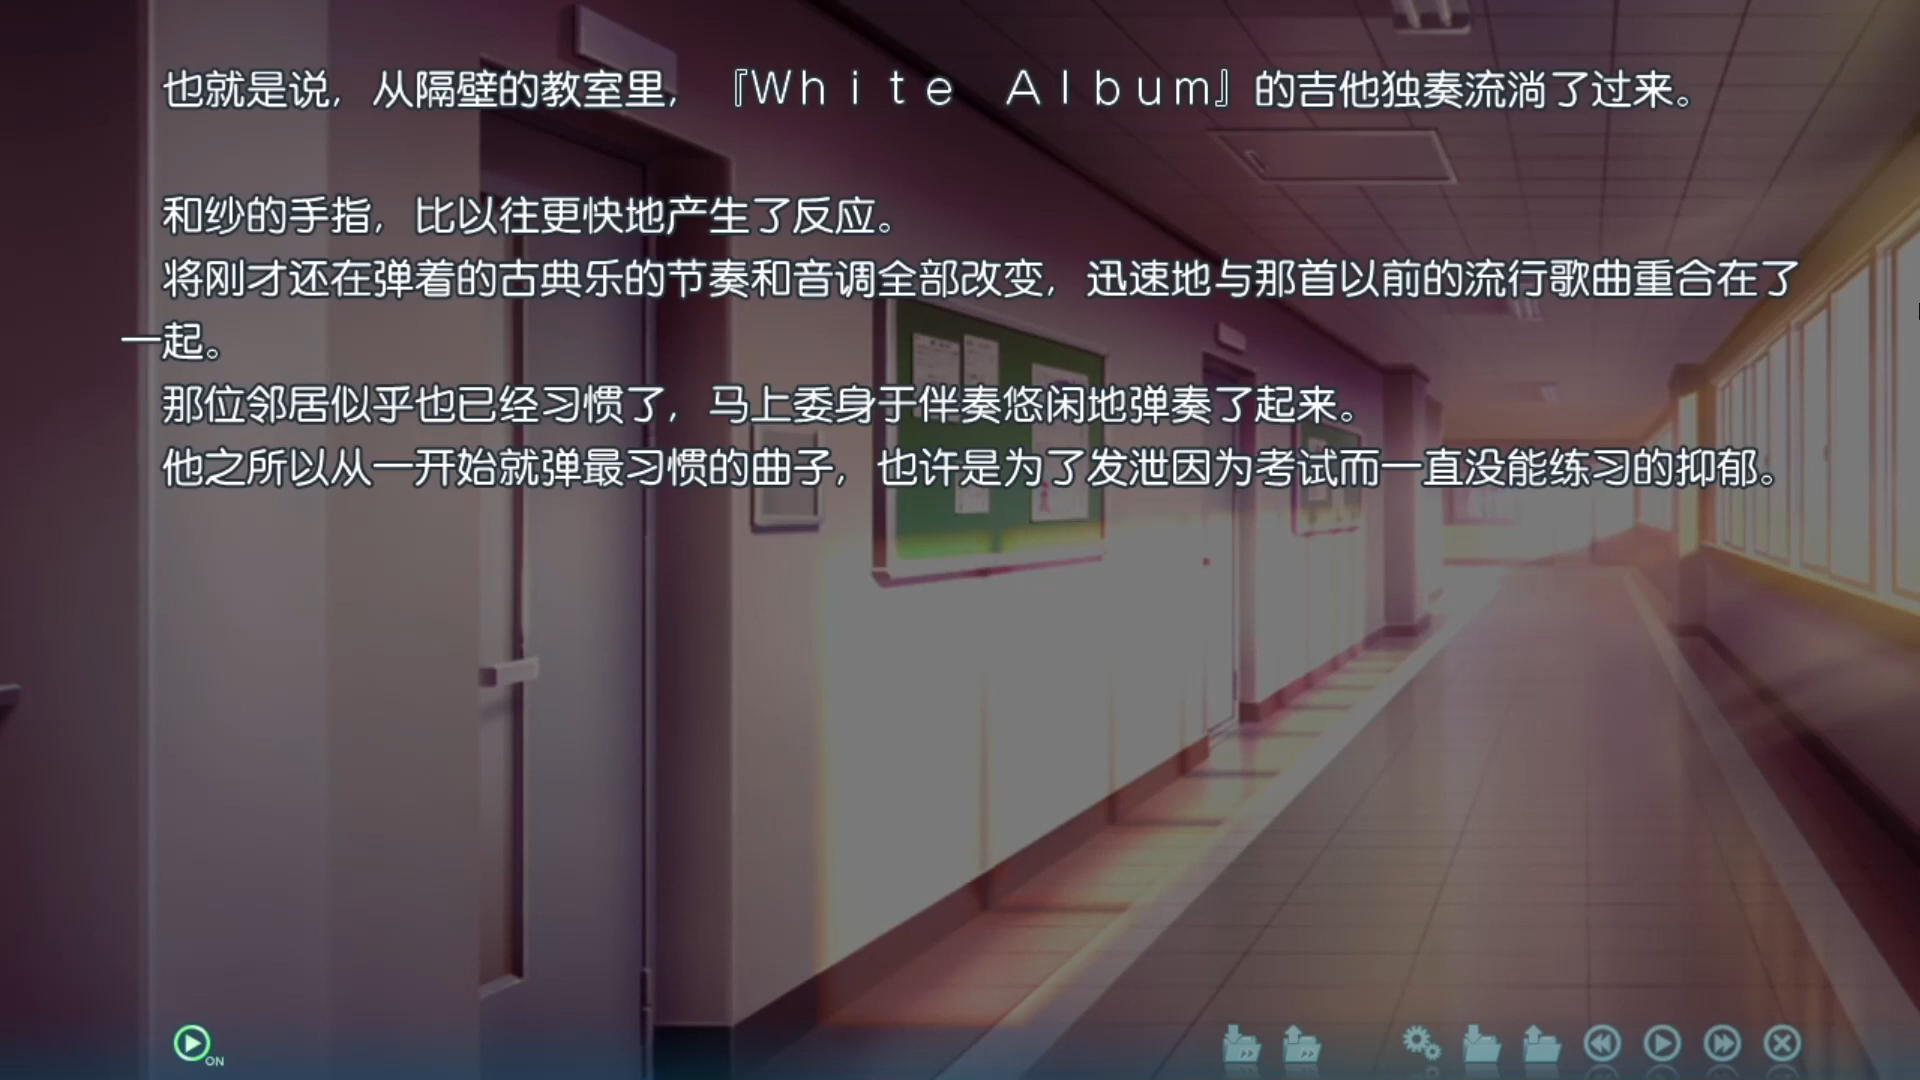 也就是说，从隔壁的教室里，『Ｗｈｉｔｅ　Ａｌｂｕｍ』的吉他独奏流淌了过来。
和纱的手指，比以往更快地产生了反应。
将刚才还在弹着的古典乐的节奏和音调全部改变，迅速地与那首以前的流行歌曲重合在了
一起。
那位邻居似乎也已经习惯了，马上委身于伴奏悠闲地弹奏了起来。
他之所以从一开始就弹最习惯的曲子，也许是为了发泄因为考试而一直没能练习的抑郁。
ON